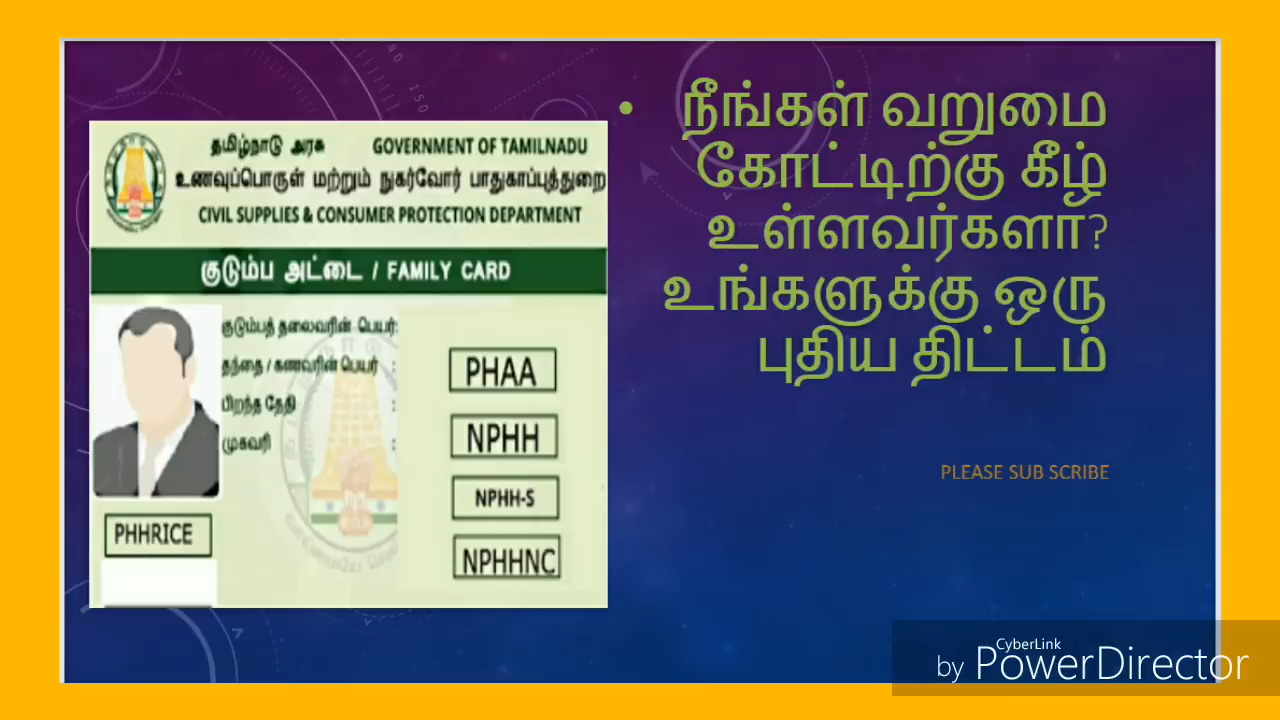 தமிழ்நாடு அரசு GOVERNMENT OF TAMILNADU
உணவுப்பொருள் மற்றும் நுகர்வோர் பாதுகாப்புத்துறை
CIVIL SUPPLIES & CONSUMER PROTECTION DEPARTMENT
குடும்ப அட்டை / FAMILY CARD
குடும்பத் தலைவரின் பெயர்:
தந்தை / கணவரின் பெயர் :
பிறந்த தேதி :
முகவரி :
PHHRICE
PHAA
NPHH
NPHH-S
NPHHNC
• நீங்கள் வறுமை
கோட்டிற்கு கீழ்
உள்ளவர்களா?
உங்களுக்கு ஒரு
புதிய திட்டம்
PLEASE SUB SCRIBE
CyberLink
by PowerDirector